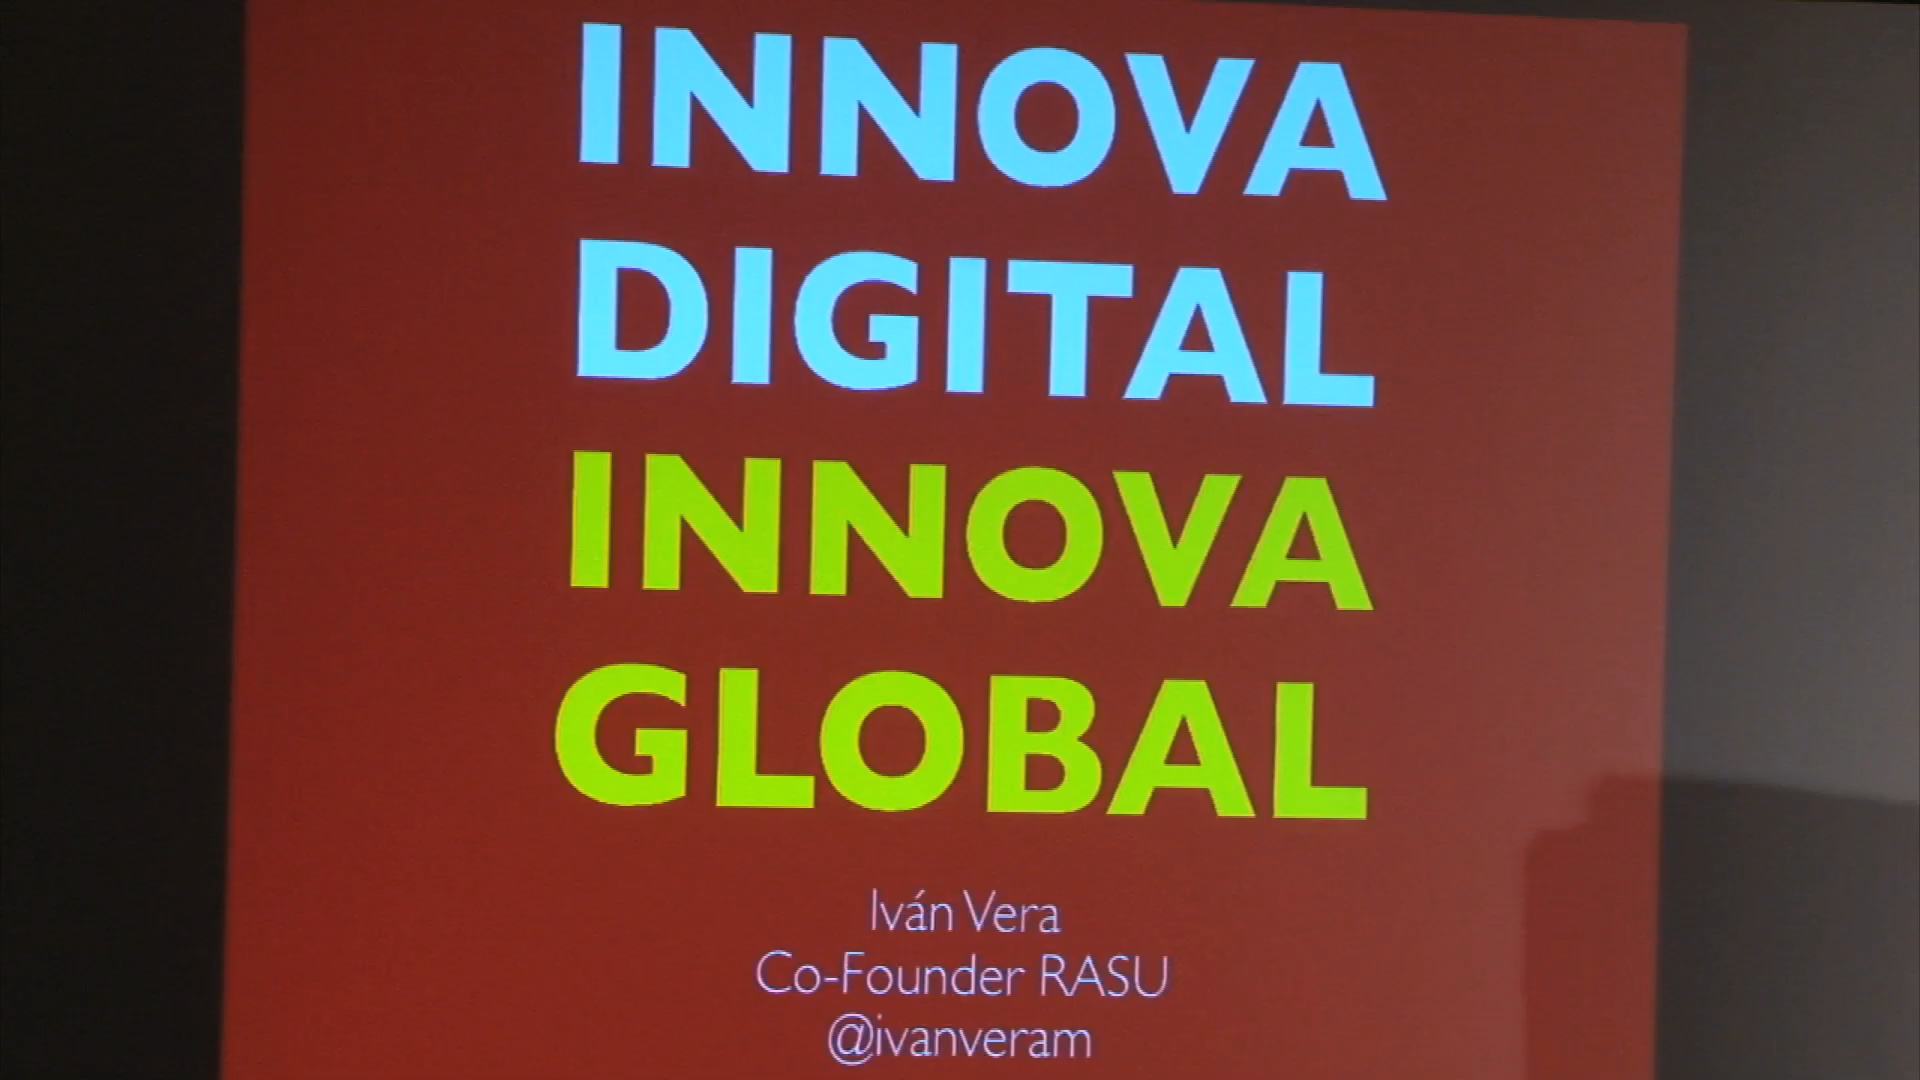 INNOVA
DIGITAL
INNOVA
GLOBAL
Iván Vera
Co-Founder RASU
@ivanveram